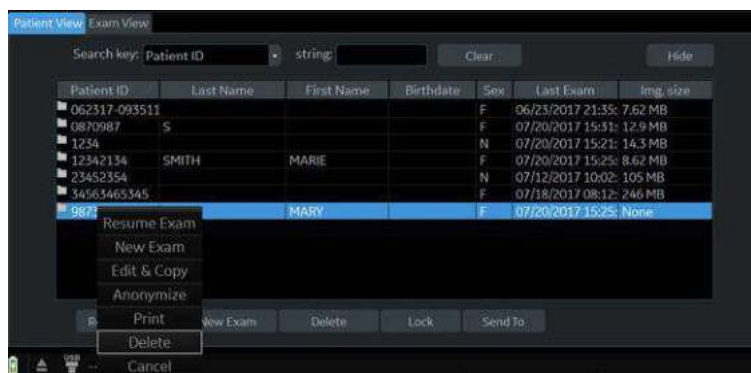 Patient View Exam View
Search key: Patient ID string: Clear Hide
Patient ID Last Name First Name Birthdate Sex Last Exam Img. size
062317-093511 F 06/23/2017 21:35: 7.62 MB
0870987 S F 07/20/2017 15:31: 12.9 MB
1234 N 07/20/2017 15:21: 14.3 MB
12342134 SMITH MARIE F 07/20/2017 15:25: 8.62 MB
23452354 N 07/12/2017 10:02: 105 MB
34563465345 F 07/18/2017 08:12: 246 MB
987 MARY F 07/20/2017 15:25: None
Resume Exam
New Exam
Edit & Copy
Anonymize
Print
Delete
Cancel
R New Exam Delete Lock Send To
USB